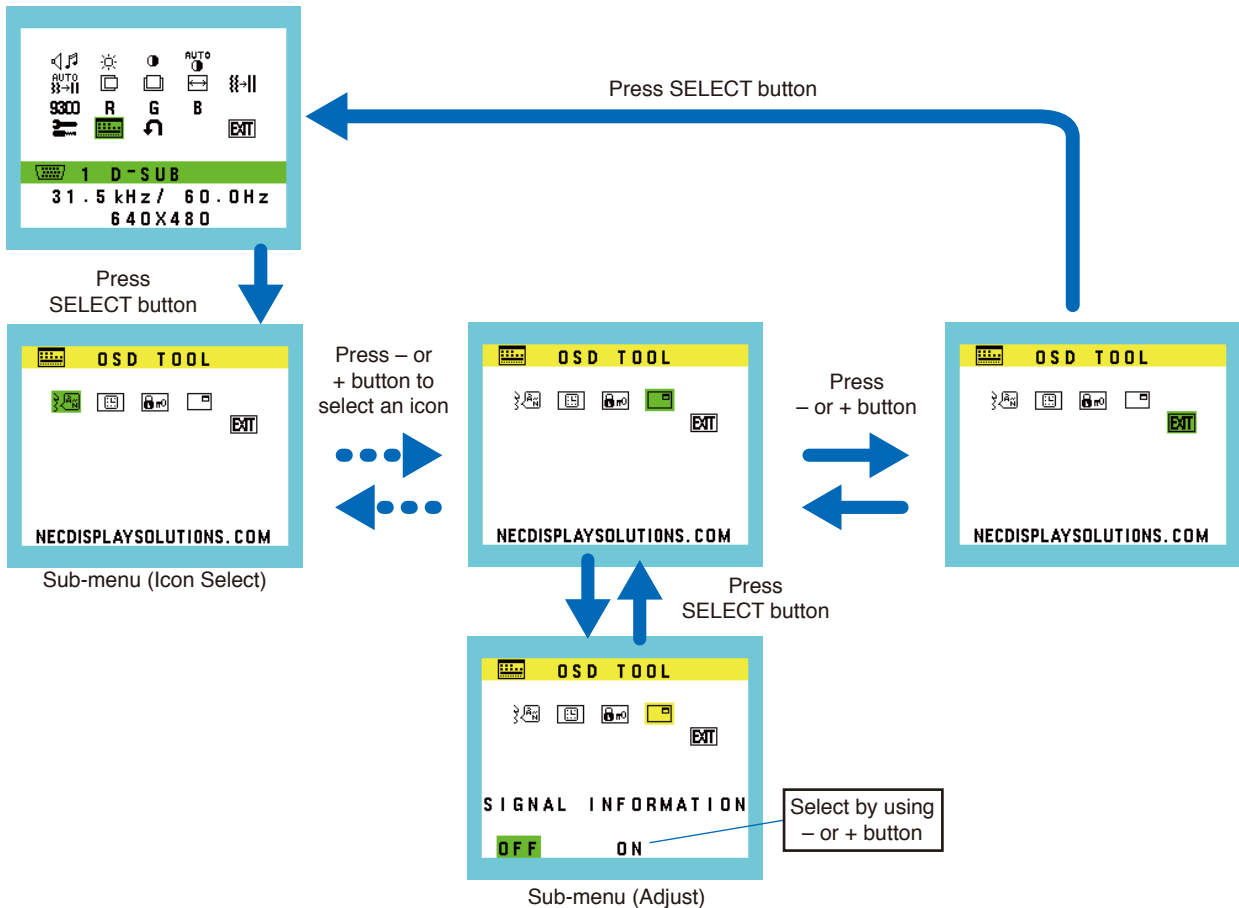 AUTO
AUTO
9300 R G B
EXIT
1 D-SUB
31.5kHz/ 60.0Hz
640X480
Press SELECT button
Press
SELECT button
OSD TOOL
EXIT
NECDISPLAYSOLUTIONS.COM
Sub-menu (Icon Select)
Press – or
+ button to
select an icon
OSD TOOL
EXIT
NECDISPLAYSOLUTIONS.COM
Press
– or + button
OSD TOOL
EXIT
NECDISPLAYSOLUTIONS.COM
Press
SELECT button
OSD TOOL
EXIT
SIGNAL INFORMATION
OFF ON
Select by using
– or + button
Sub-menu (Adjust)